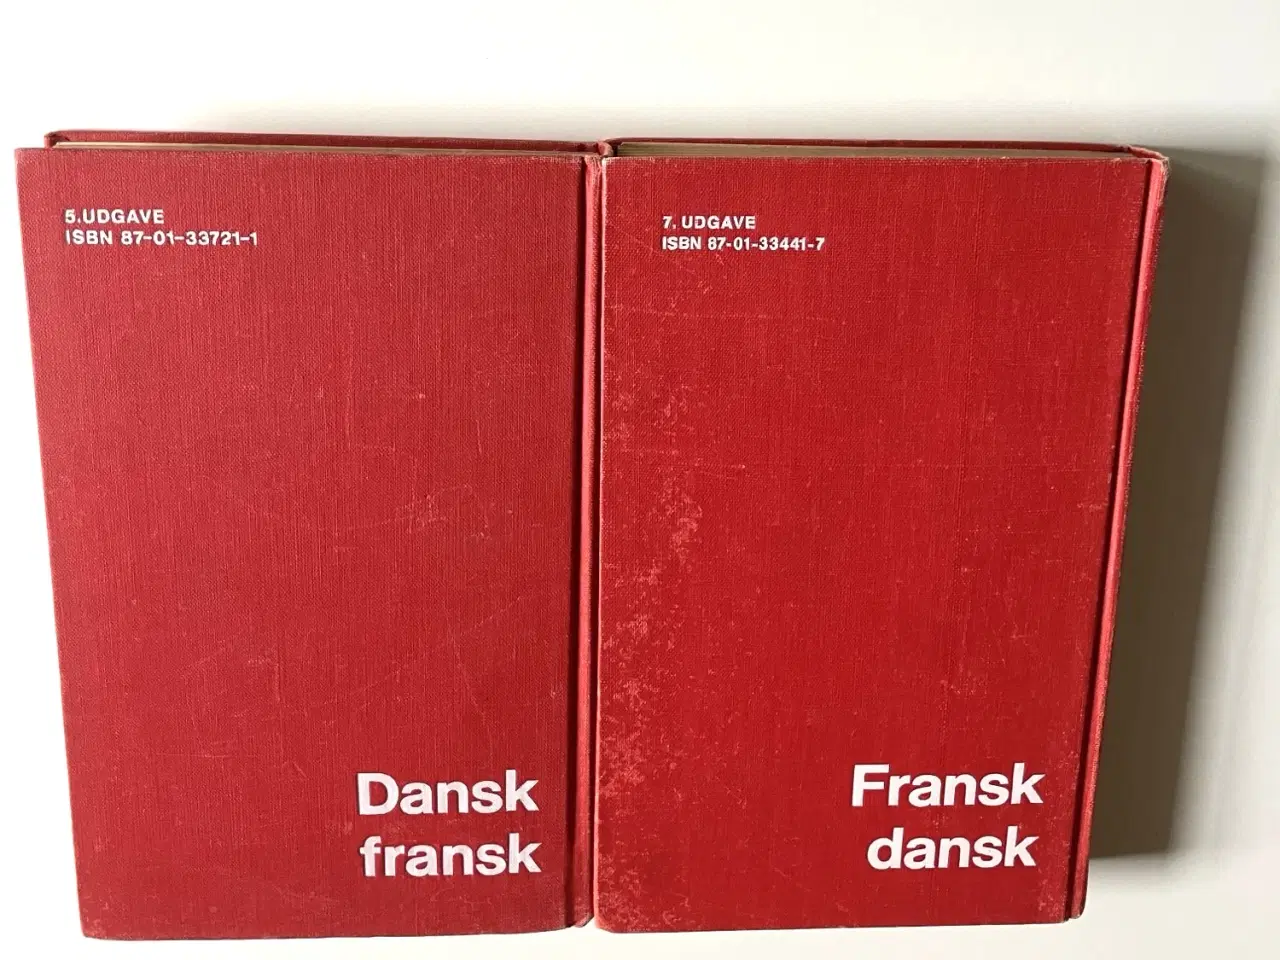 5.UDGAVE
ISBN 87-01-33721-1
Dansk
fransk
7. UDGAVE
ISBN 87-01-33441-7
Fransk
dansk